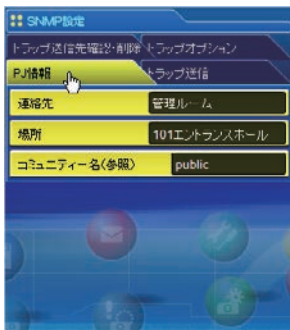 SNMP設定
トラップ送信先確認・削除 トラップオプション
PJ情報 トラップ送信
連絡先 管理ルーム
場所 101エントランスホール
コミュニティー名(参照) public